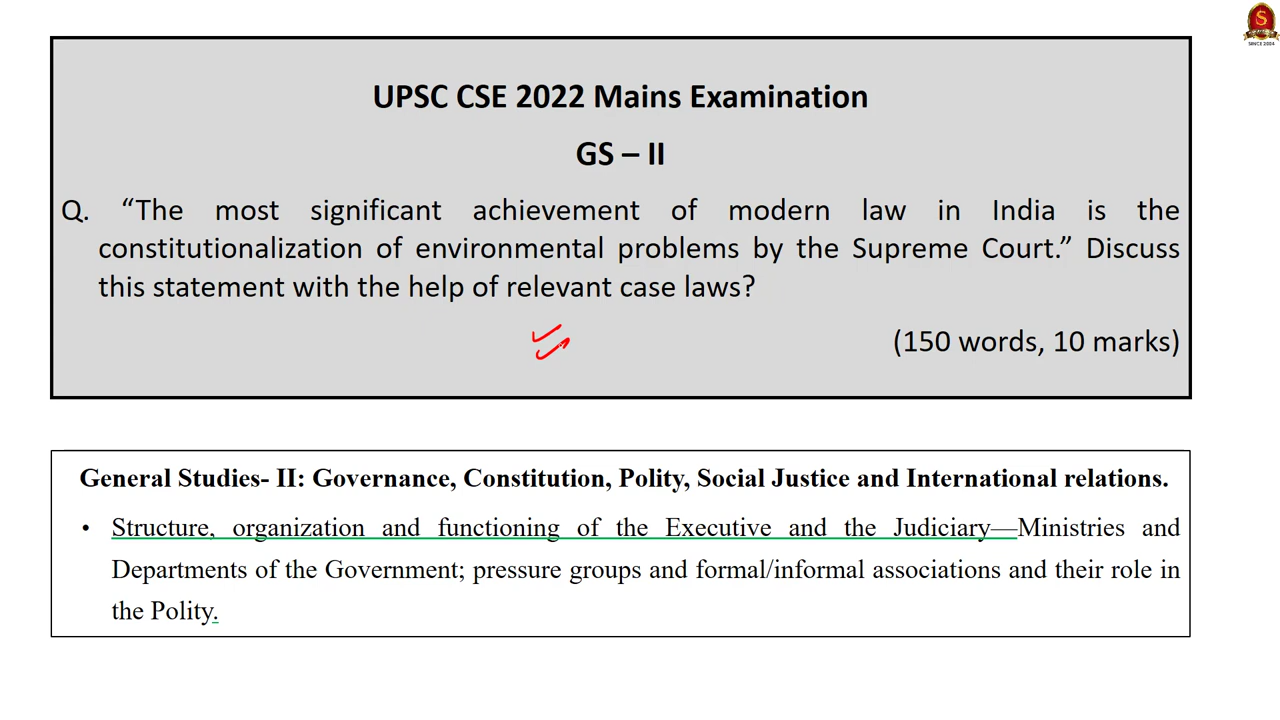 S
SINCE 2004
UPSC CSE 2022 Mains Examination
GS – II
Q. “The most significant achievement of modern law in India is the
constitutionalization of environmental problems by the Supreme Court.” Discuss
this statement with the help of relevant case laws?
(150 words, 10 marks)
General Studies- II: Governance, Constitution, Polity, Social Justice and International relations.
• Structure, organization and functioning of the Executive and the Judiciary—Ministries and
Departments of the Government; pressure groups and formal/informal associations and their role in
the Polity.